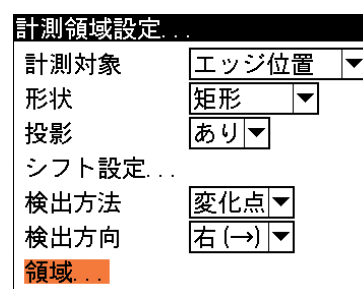 計測領域設定...
計測対象 エッジ位置 ▼
形状 矩形 ▼
投影 あり ▼
シフト設定...
検出方法 変化点 ▼
検出方向 右(→) ▼
領域...